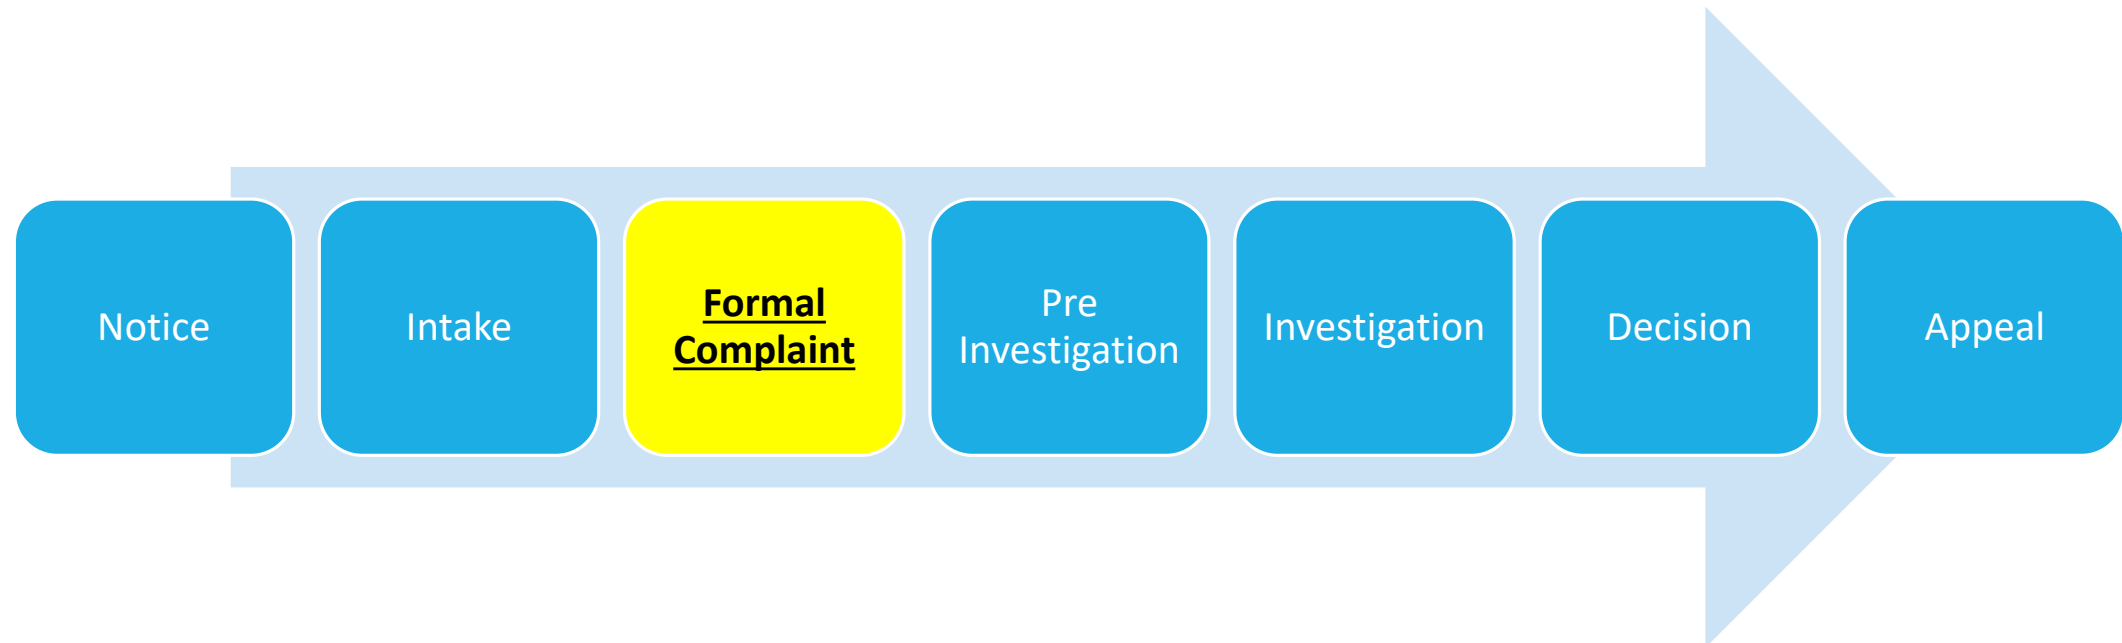 Notice
Intake
Formal
Complaint
Pre
Investigation
Investigation
Decision
Appeal